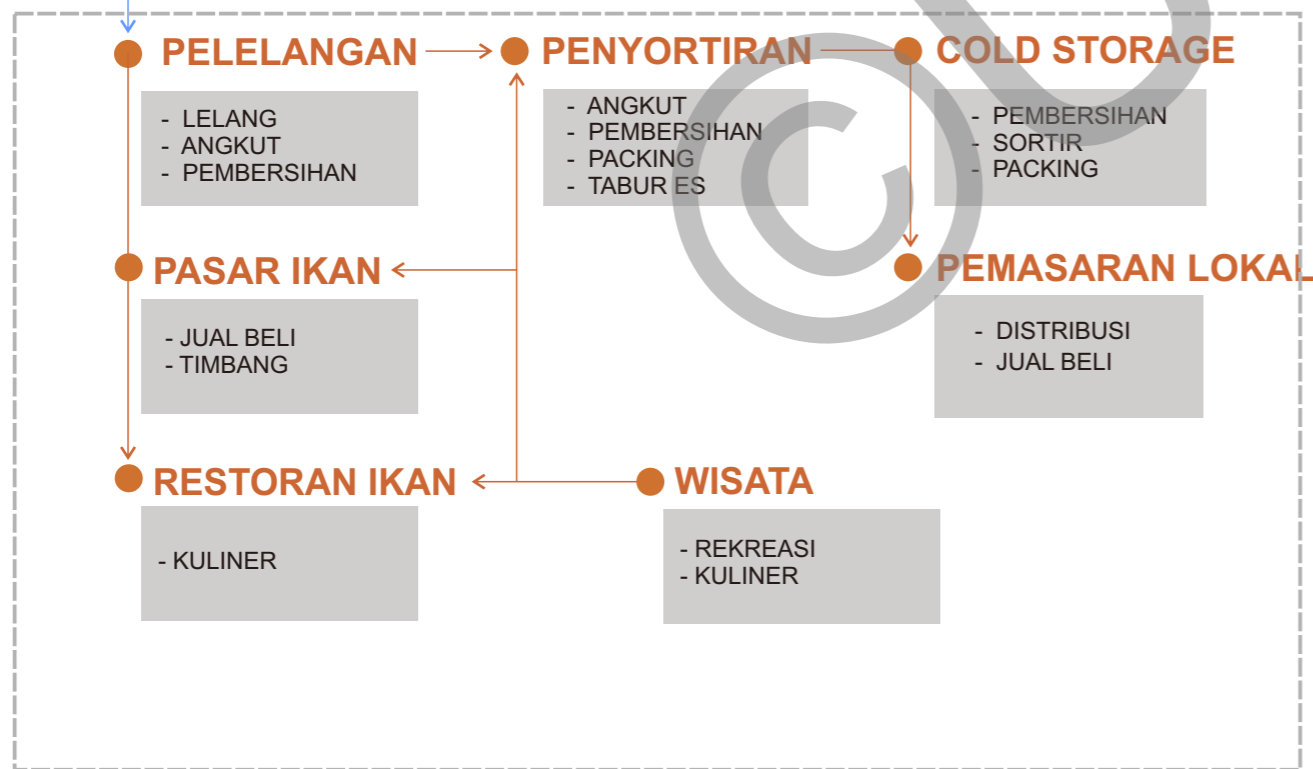 PELELANGAN
- LELANG
- ANGKUT
- PEMBERSIHAN
PENYORTIRAN
- ANGKUT
- PEMBERSIHAN
- PACKING
- TABUR ES
COLD STORAGE
- PEMBERSIHAN
- SORTIR
- PACKING
PASAR IKAN
- JUAL BELI
- TIMBANG
PEMASARAN LOKAL
- DISTRIBUSI
- JUAL BELI
RESTORAN IKAN
- KULINER
WISATA
- REKREASI
- KULINER